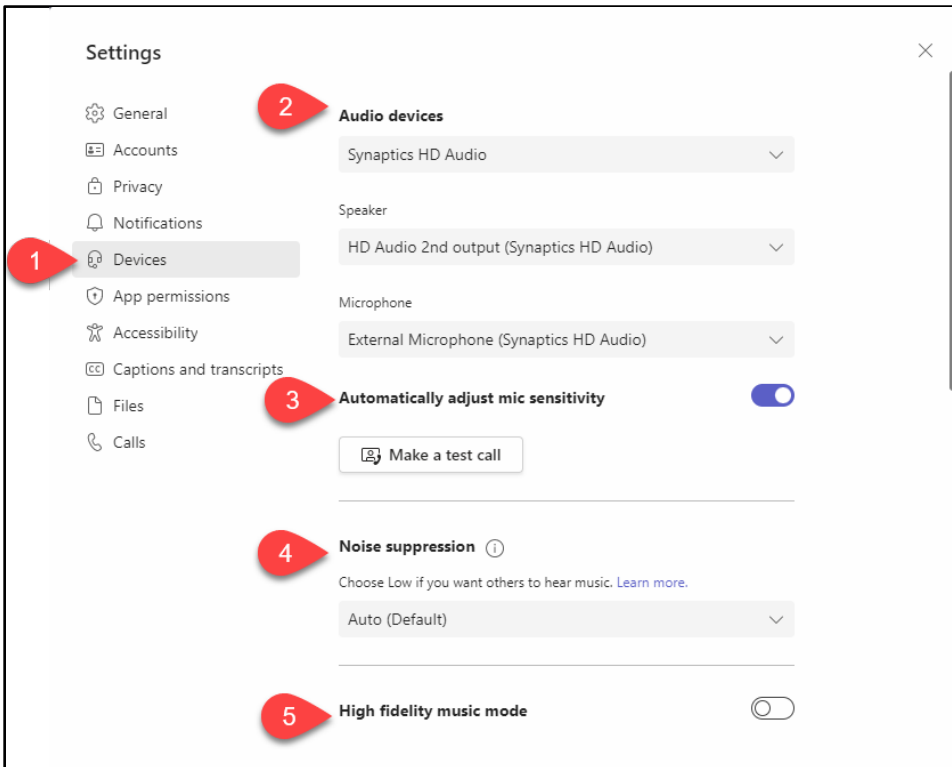 Settings
General
Accounts
Privacy
Notifications
1
Devices
App permissions
Accessibility
CC
Captions and transcripts
Files
Calls
2
Audio devices
Synaptics HD Audio
Speaker
HD Audio 2nd output (Synaptics HD Audio)
Microphone
External Microphone (Synaptics HD Audio)
3
Automatically adjust mic sensitivity
Make a test call
4
Noise suppression
Choose Low if you want others to hear music. Learn more.
Auto (Default)
5
High fidelity music mode